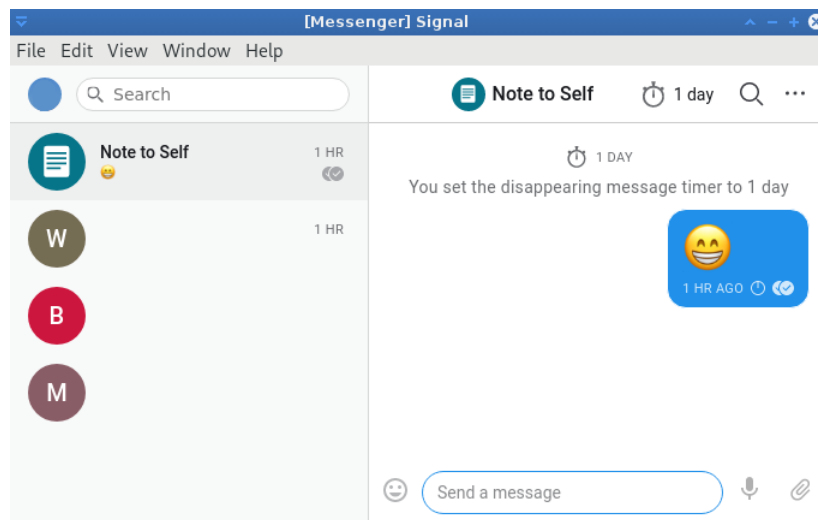 [Messenger] Signal
File Edit View Window Help
Search
Note to Self
1 HR
W
1 HR
B
M
Note to Self
1 day
1 DAY
You set the disappearing message timer to 1 day
1 HR AGO
Send a message